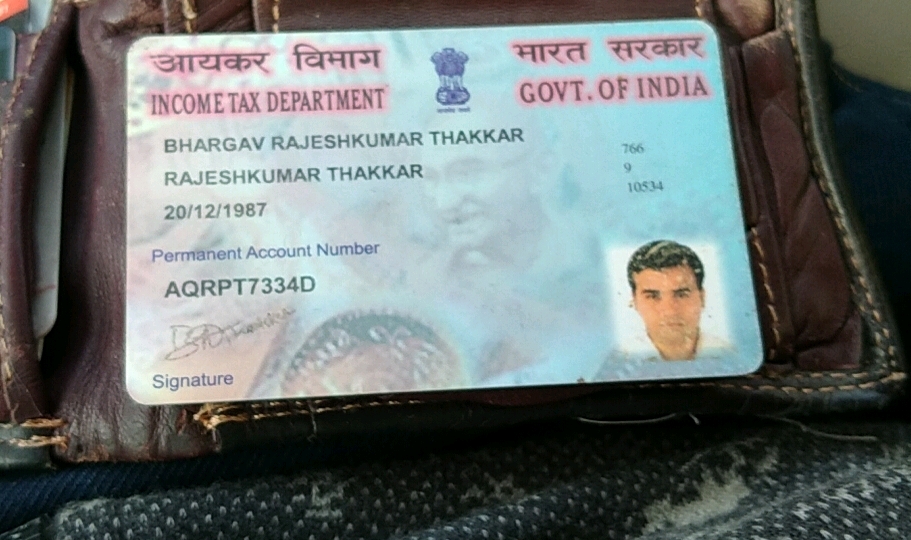 आयकर विभाग
भारत सरकार
INCOME TAX DEPARTMENT
GOVT. OF INDIA
BHARGAV RAJESHKUMAR THAKKAR
RAJESHKUMAR THAKKAR
20/12/1987
766
9
10534
Permanent Account Number
AQRPT7334D
Signature